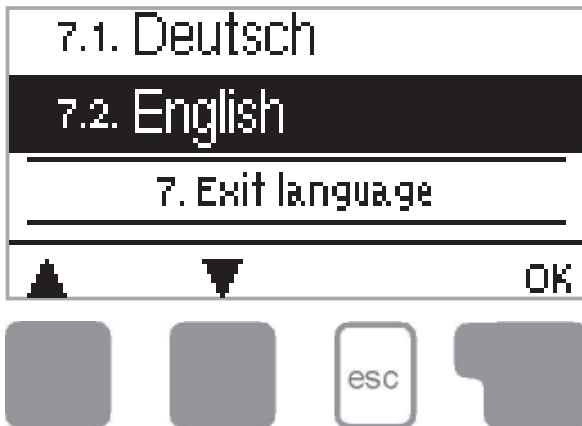 7.1. Deutsch
7.2. English
7. Exit language
OK
esc